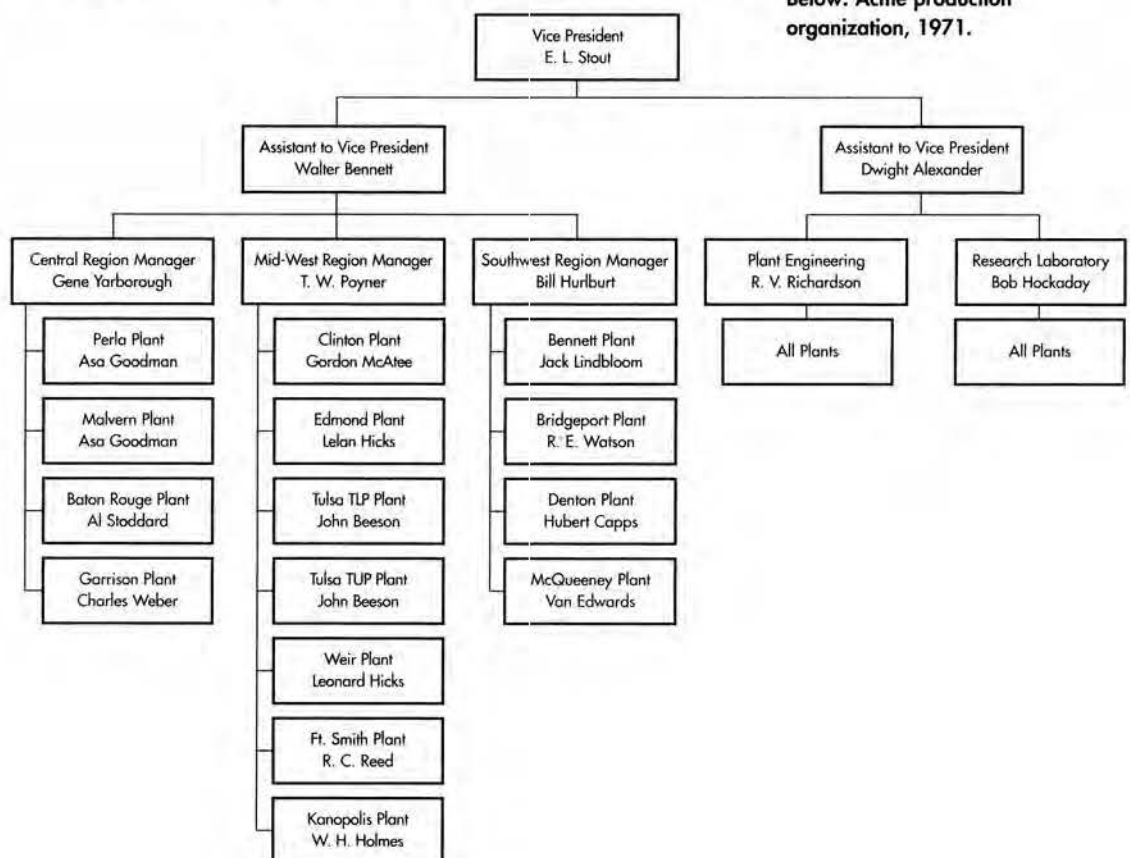 Below: Acme production
organization, 1971.
Vice President
E. L. Stout
Assistant to Vice President
Walter Bennett
Assistant to Vice President
Dwight Alexander
Central Region Manager
Gene Yarborough
Mid-West Region Manager
T. W. Poyner
Southwest Region Manager
Bill Hurlburt
Plant Engineering
R. V. Richardson
Research Laboratory
Bob Hockaday
Perla Plant
Asa Goodman
Malvern Plant
Asa Goodman
Baton Rouge Plant
Al Stoddard
Garrison Plant
Charles Weber
Clinton Plant
Gordon McAtee
Edmond Plant
Lelan Hicks
Tulsa TLP Plant
John Beeson
Tulsa TUP Plant
John Beeson
Weir Plant
Leonard Hicks
Ft. Smith Plant
R. C. Reed
Kanopolis Plant
W. H. Holmes
Bennett Plant
Jack Lindbloom
Bridgeport Plant
R. E. Watson
Denton Plant
Hubert Capps
McQueeney Plant
Van Edwards
All Plants
All Plants